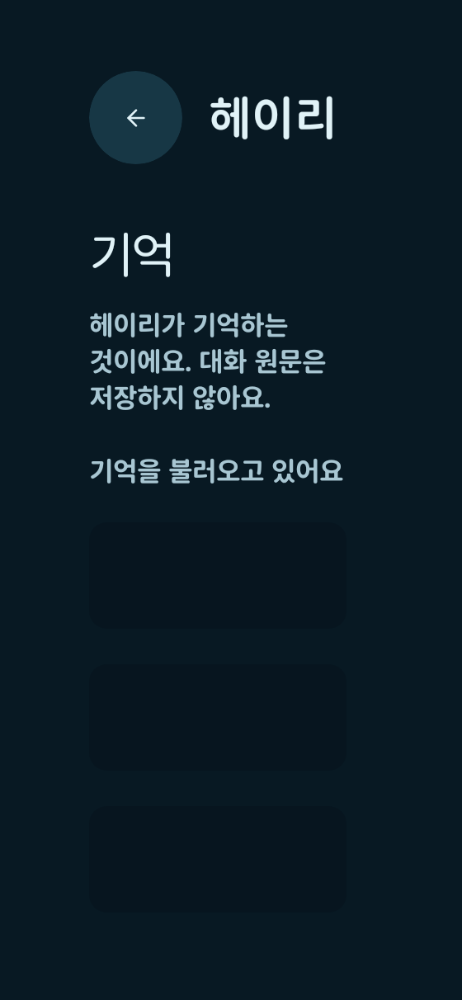 헤이리
기억
헤이리가 기억하는
것이에요. 대화 원문은
저장하지 않아요.
기억을 불러오고 있어요